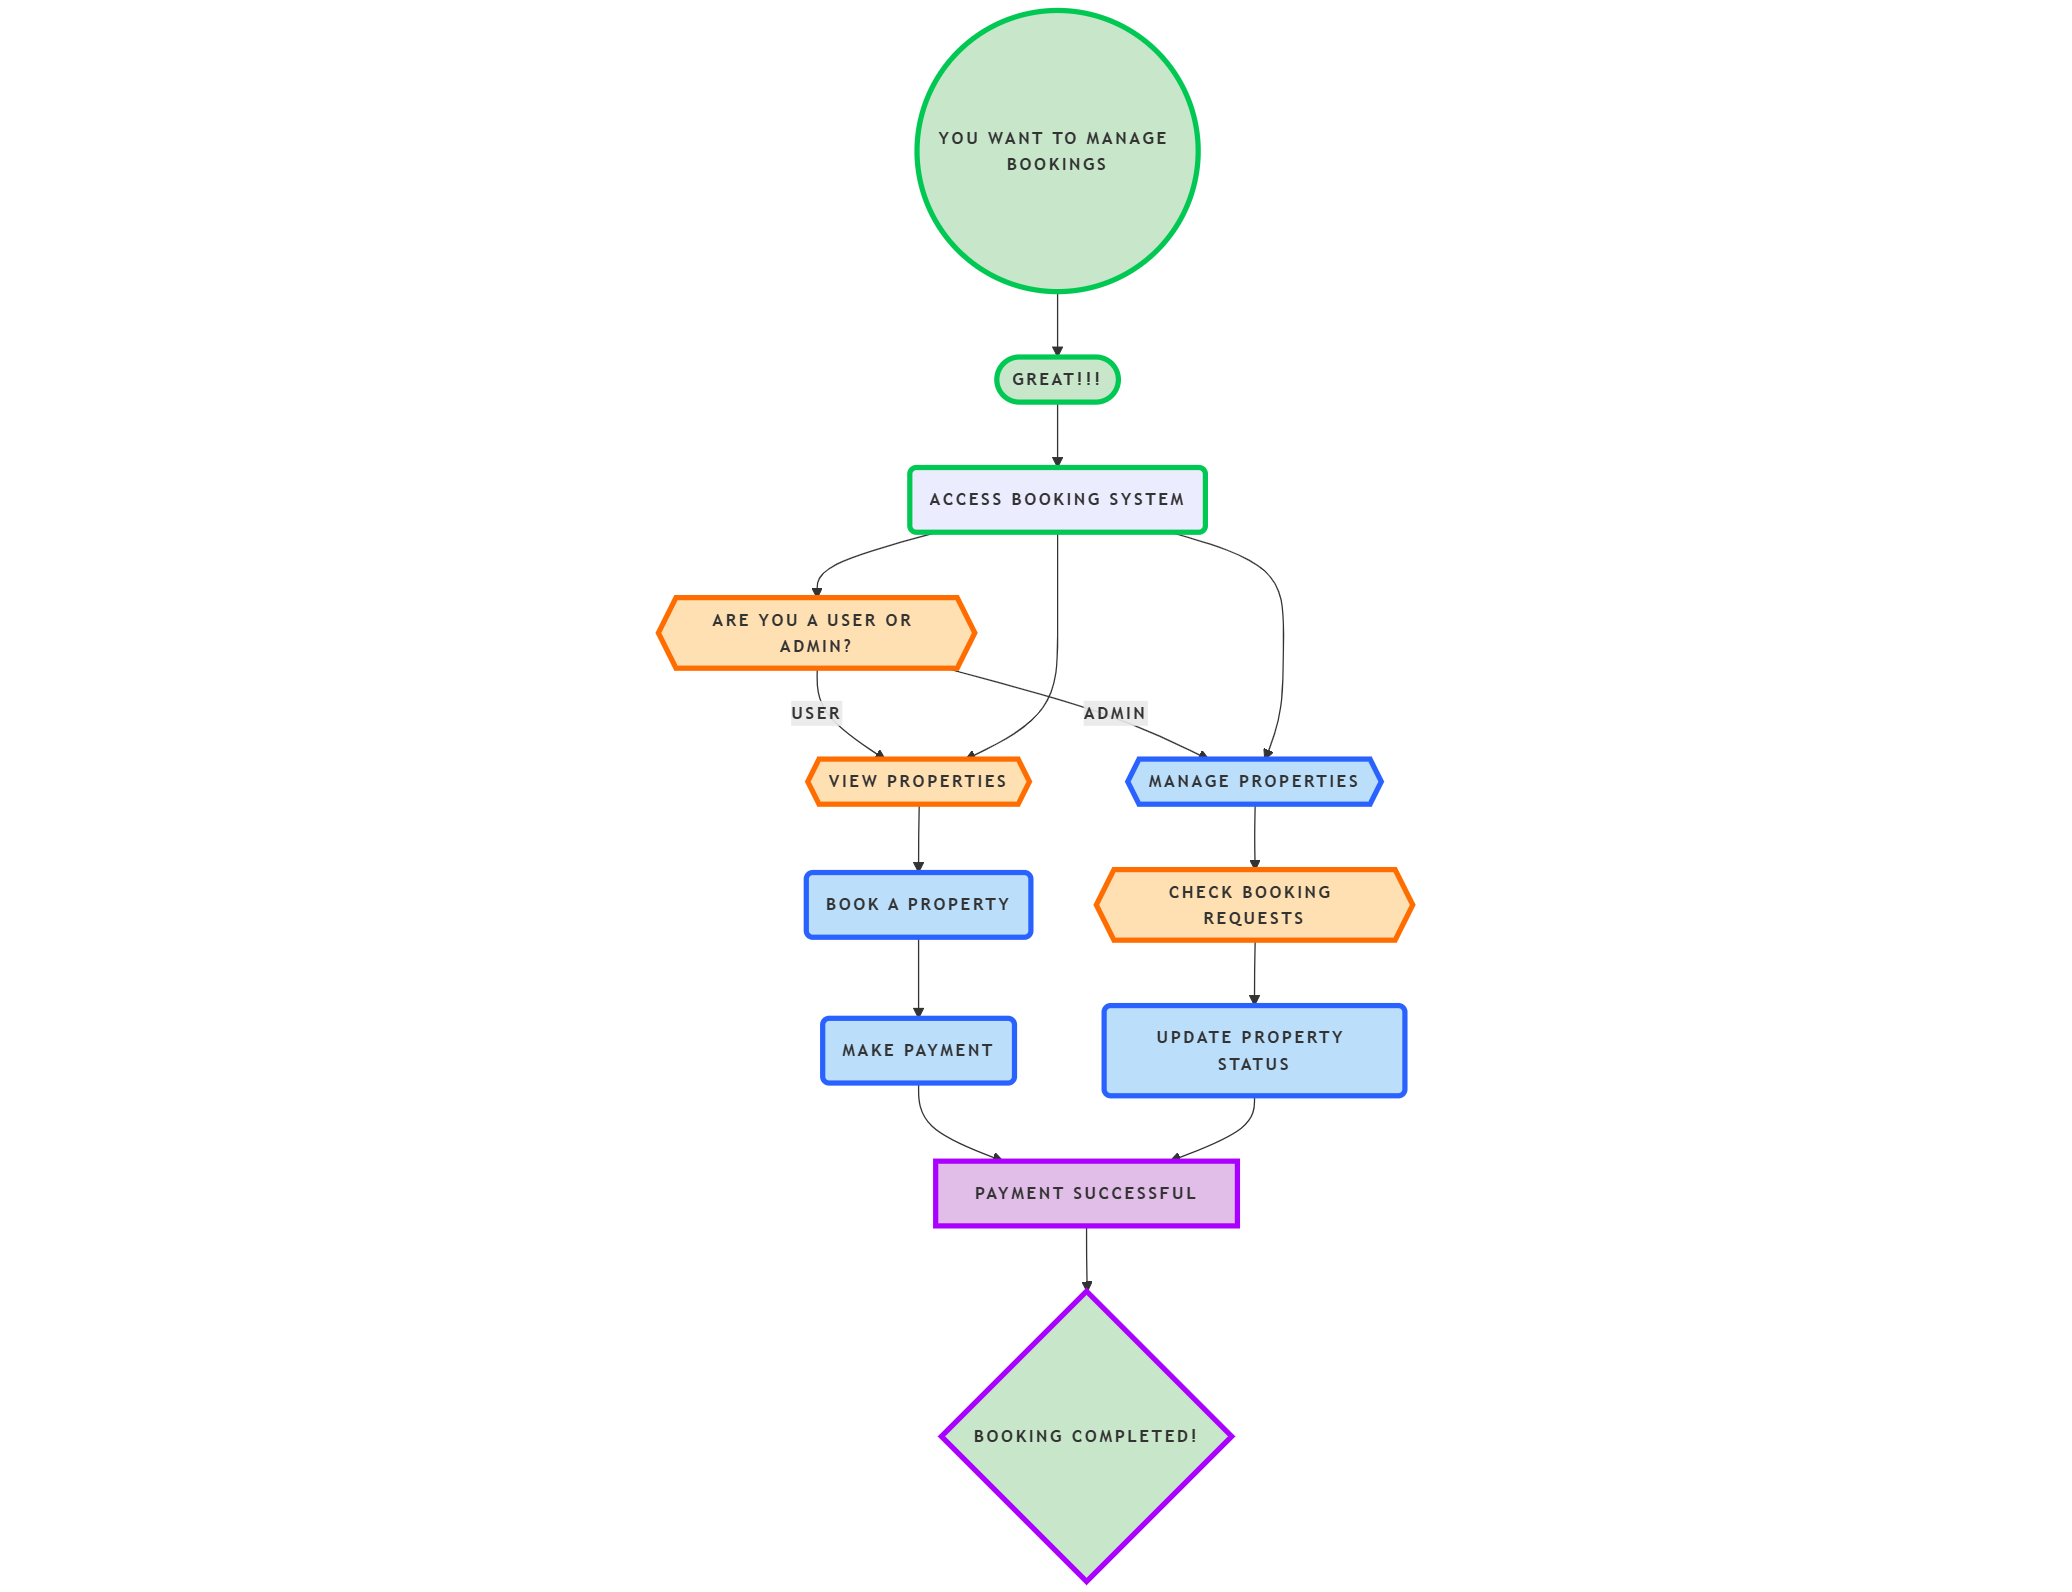 YOU WANT TO MANAGE
BOOKINGS
GREAT!!!
ACCESS BOOKING SYSTEM
ARE YOU A USER OR
ADMIN?
USER
ADMIN
VIEW PROPERTIES
MANAGE PROPERTIES
BOOK A PROPERTY
CHECK BOOKING
REQUESTS
MAKE PAYMENT
UPDATE PROPERTY
STATUS
PAYMENT SUCCESSFUL
BOOKING COMPLETED!